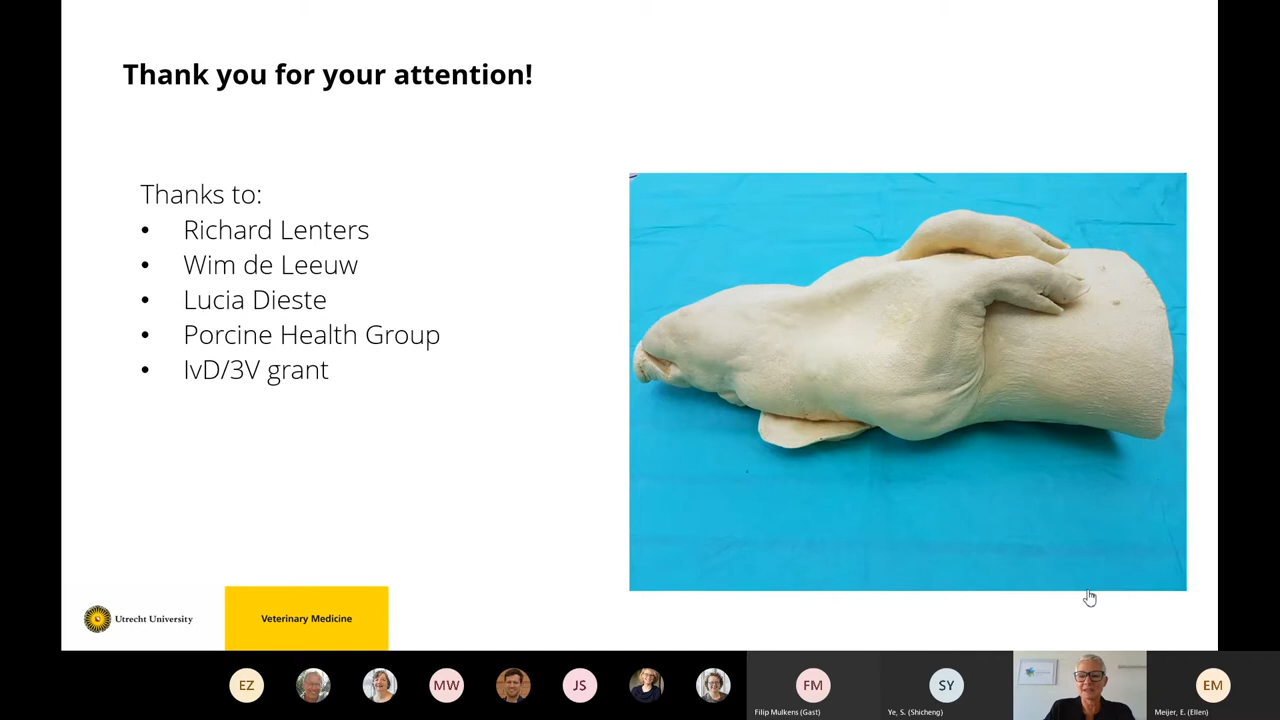 Thank you for your attention!
Thanks to:
• Richard Lenters
• Wim de Leeuw
• Lucia Dieste
• Porcine Health Group
• IvD/3V grant
Utrecht University
Veterinary Medicine
EZ
MW
JS
FM
SY
EM
Filip Mulkens (Gast)
Ye, S. (Shicheng)
Meijer, E. (Ellen)